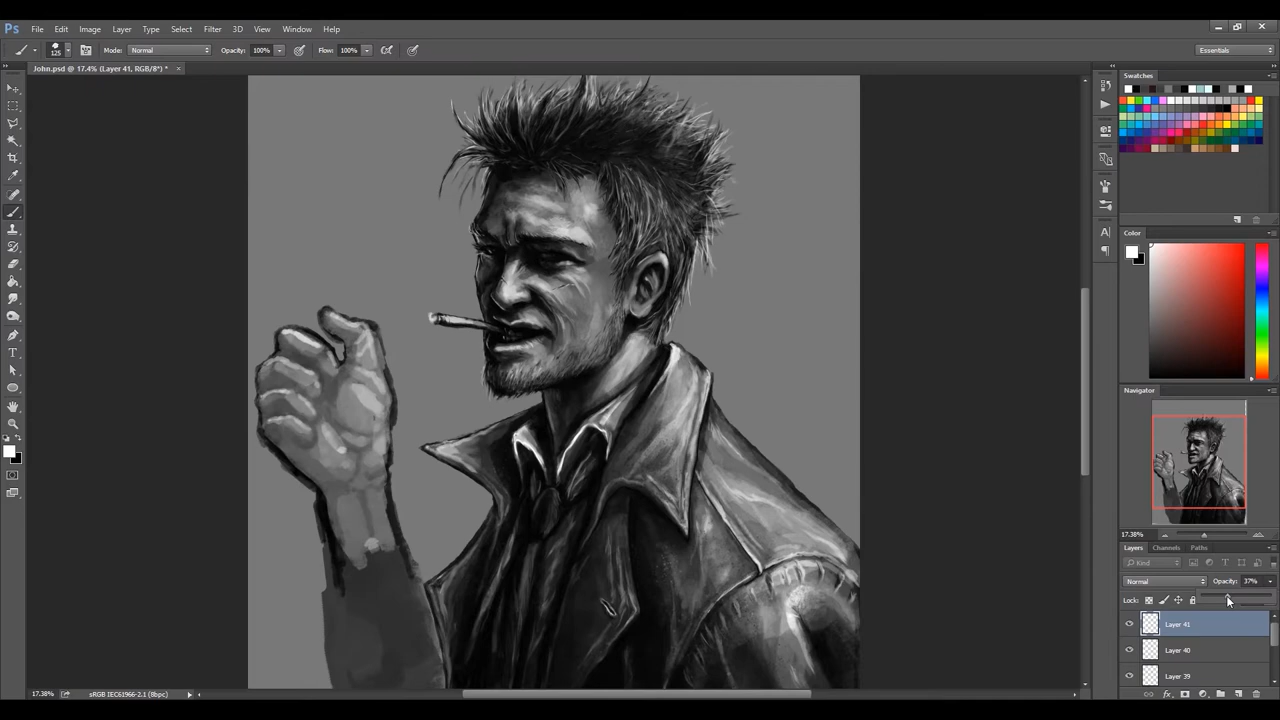 Ps File Edit Image Layer Type Select Filter 3D View Window Help
125 Mode: Normal Opacity: 100% Flow: 100% Essentials
John.psd @ 17.4% (Layer 41, RGB/8*) * ×
Swatches
Color
Navigator
17.38%
Layers Channels Paths
Kind
Normal Opacity: 37%
Lock:
Layer 41
Layer 40
Layer 39
17.38% sRGB IEC61966-2.1 (8bpc)